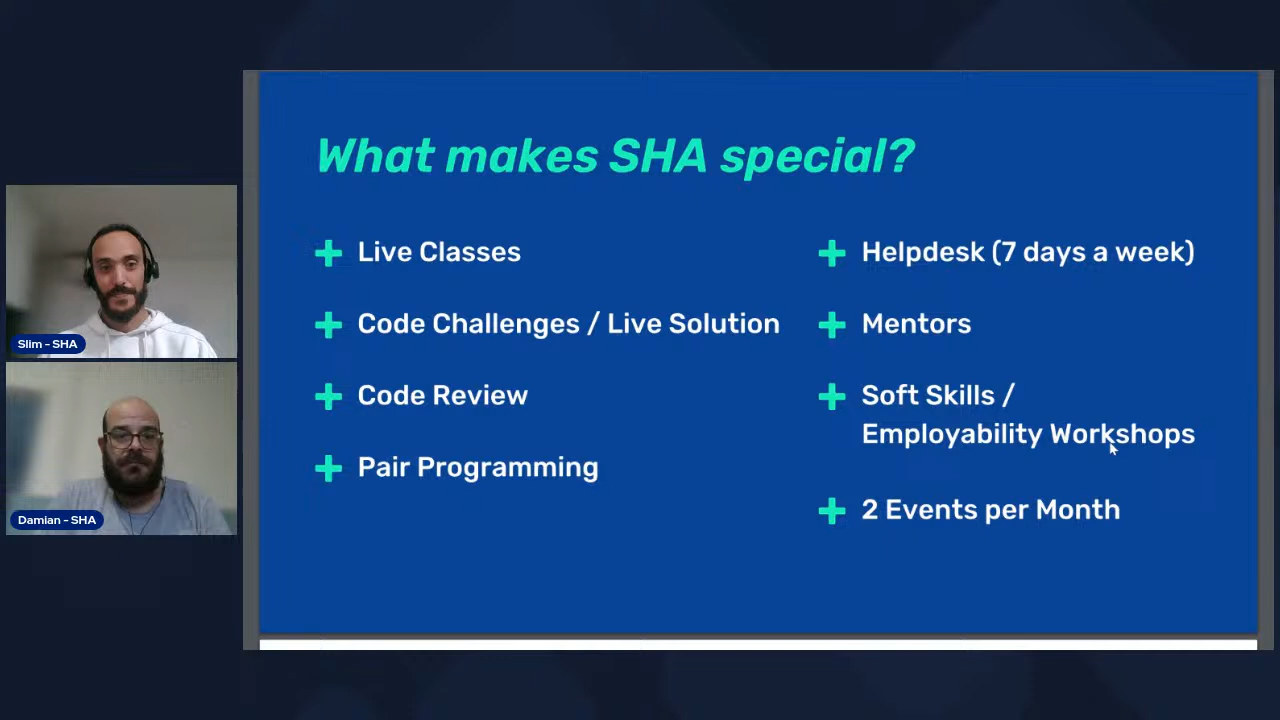 What makes SHA special?
Live Classes
Code Challenges / Live Solution
Code Review
Pair Programming
Helpdesk (7 days a week)
Mentors
Soft Skills /
Employability Workshops
2 Events per Month
Slim - SHA
Damian - SHA